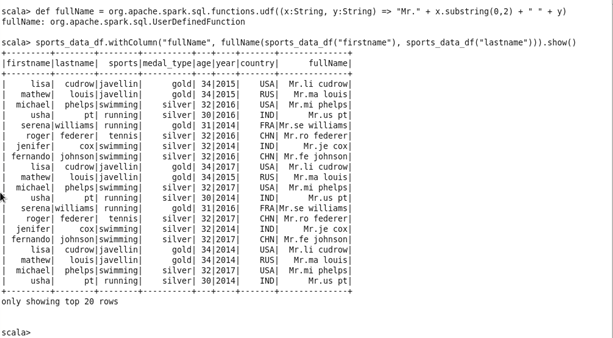 scala> def fullName = org.apache.spark.sql.functions.udf((x:String, y:String) => "Mr." + x.substring(0,2) + " " + y)
fullName: org.apache.spark.sql.UserDefinedFunction
scala> sports_data_df.withColumn("fullName", fullName(sports_data_df("firstname"), sports_data_df("lastname"))).show()
+---------+--------+--------+----------+---+----+-------+--------------+
|firstname|lastname|  sports|medal_type|age|year|country|      fullName|
+---------+--------+--------+----------+---+----+-------+--------------+
|     lisa|  cudrow|javellin|      gold| 34|2015|    USA|  Mr.li cudrow|
|   mathew|   louis|javellin|      gold| 34|2015|    RUS|   Mr.ma louis|
|  michael|  phelps|swimming|    silver| 32|2016|    USA|  Mr.mi phelps|
|     usha|      pt| running|    silver| 30|2016|    IND|      Mr.us pt|
|   serena|williams| running|      gold| 31|2014|    FRA|Mr.se williams|
|    roger| federer|  tennis|    silver| 32|2016|    CHN| Mr.ro federer|
|  jenifer|     cox|swimming|    silver| 32|2014|    IND|     Mr.je cox|
| fernando| johnson|swimming|    silver| 32|2016|    CHN| Mr.fe johnson|
|     lisa|  cudrow|javellin|      gold| 34|2017|    USA|  Mr.li cudrow|
|   mathew|   louis|javellin|      gold| 34|2015|    RUS|   Mr.ma louis|
|  michael|  phelps|swimming|    silver| 32|2017|    USA|  Mr.mi phelps|
|     usha|      pt| running|    silver| 30|2014|    IND|      Mr.us pt|
|   serena|williams| running|      gold| 31|2016|    FRA|Mr.se williams|
|    roger| federer|  tennis|    silver| 32|2017|    CHN| Mr.ro federer|
|  jenifer|     cox|swimming|    silver| 32|2014|    IND|     Mr.je cox|
| fernando| johnson|swimming|    silver| 32|2017|    CHN| Mr.fe johnson|
|     lisa|  cudrow|javellin|      gold| 34|2014|    USA|  Mr.li cudrow|
|   mathew|   louis|javellin|      gold| 34|2014|    RUS|   Mr.ma louis|
|  michael|  phelps|swimming|    silver| 32|2017|    USA|  Mr.mi phelps|
|     usha|      pt| running|    silver| 30|2014|    IND|      Mr.us pt|
+---------+--------+--------+----------+---+----+-------+--------------+
only showing top 20 rows
scala>